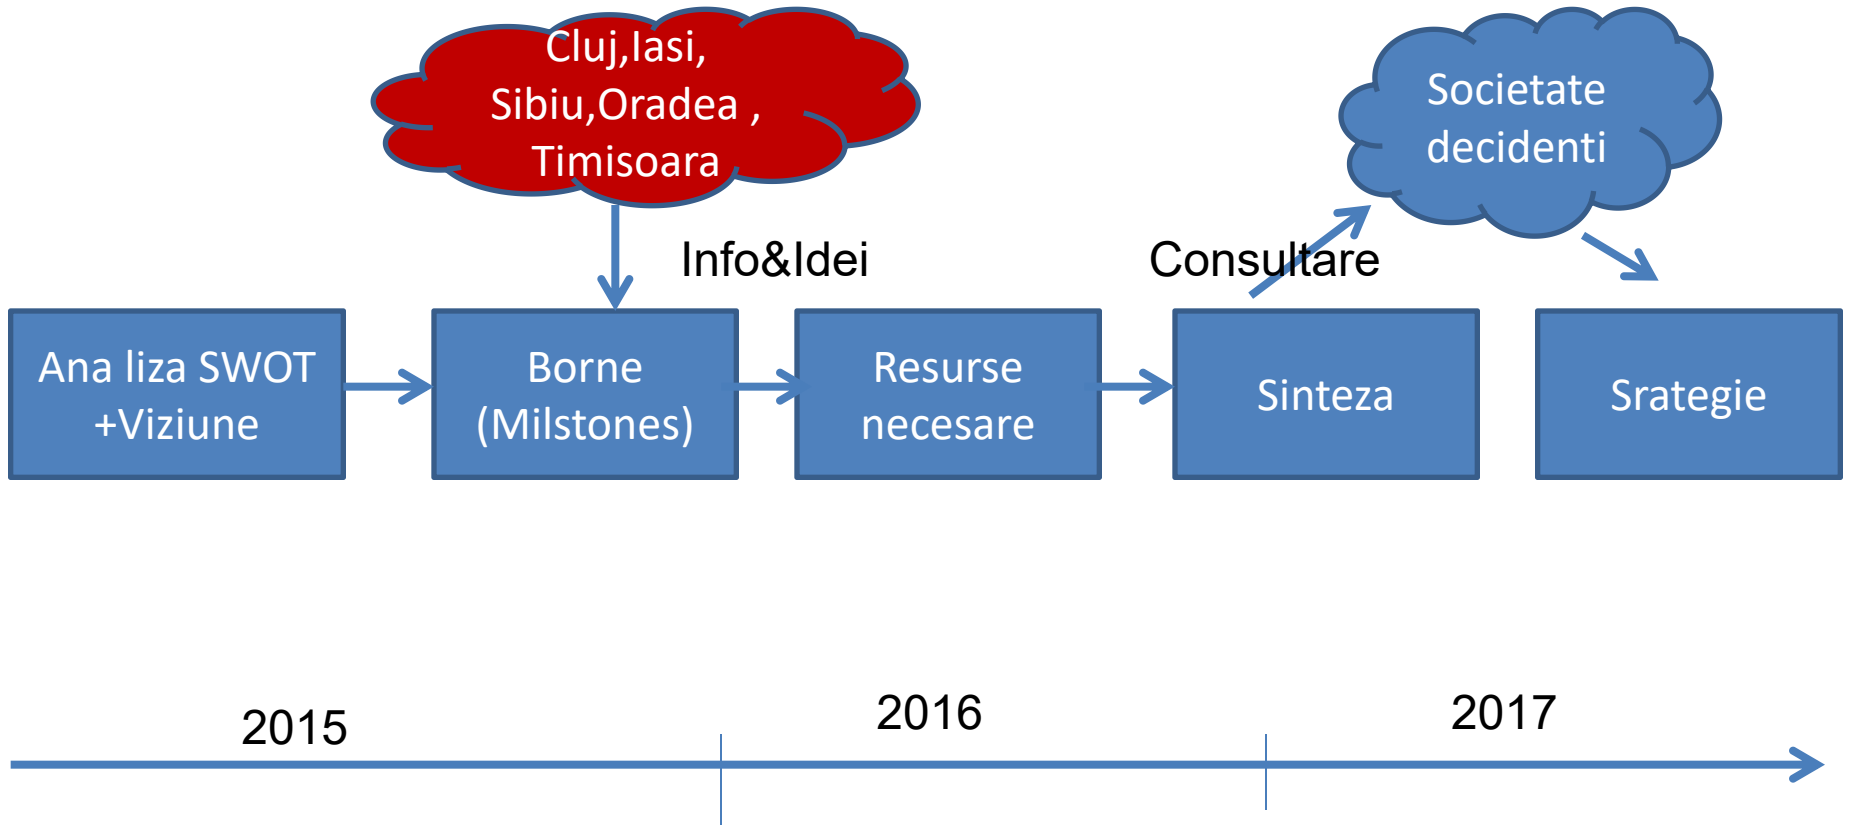 Cluj,Iasi,
Sibiu,Oradea ,
Timisoara
Societate
decidenti
Info&Idei
Consultare
Ana liza SWOT
+Viziune
Borne
(Milstones)
Resurse
necesare
Sinteza
Srategie
2015
2016
2017